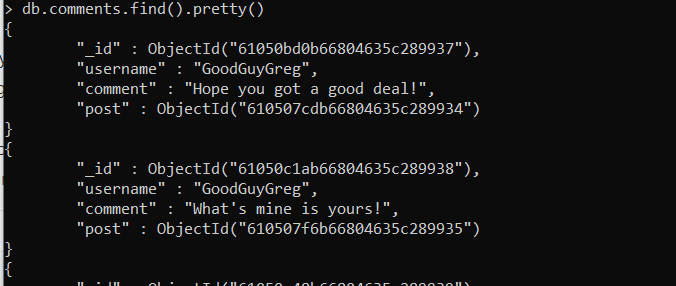 > db.comments.find().pretty()
{
"_id" : ObjectId("61050bd0b66804635c289937"),
"username" : "GoodGuyGreg",
"comment" : "Hope you got a good deal!",
"post" : ObjectId("610507cdb66804635c289934")
}
{
"_id" : ObjectId("61050c1ab66804635c289938"),
"username" : "GoodGuyGreg",
"comment" : "What's mine is yours!",
"post" : ObjectId("610507f6b66804635c289935")
}
{